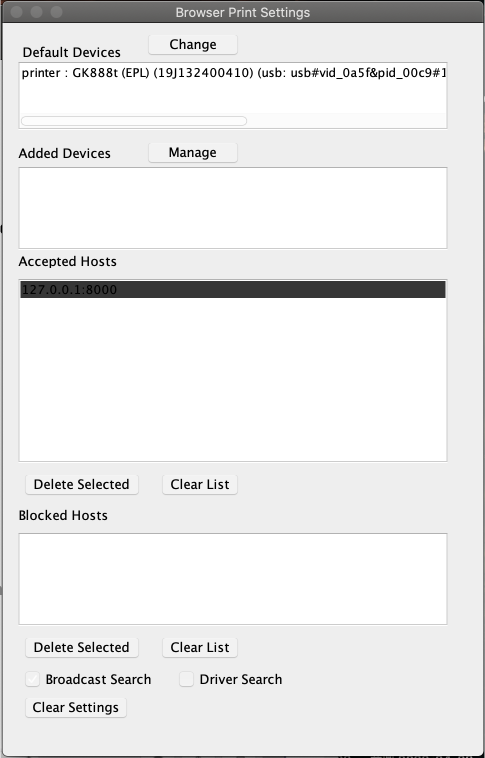 Browser Print Settings
Default Devices
Change
printer : GK888t (EPL) (19J132400410) (usb: usb#vid_0a5f&pid_00c9#1
Added Devices
Manage
Accepted Hosts
127.0.0.1:8000
Delete Selected
Clear List
Blocked Hosts
Delete Selected
Clear List
Broadcast Search
Driver Search
Clear Settings